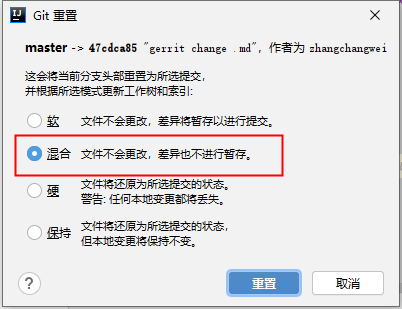 Git 重置
master -> 47cdca85 "gerrit change .md"，作者为 zhangchangwei
这会将当前分支头部重置为所选提交，
并根据所选模式更新工作树和索引:
软 文件不会更改，差异将暂存以进行提交。
混合 文件不会更改，差异也不进行暂存。
硬 文件将还原为所选提交的状态。
警告: 任何本地变更都将丢失。
保持 文件将还原为所选提交的状态，
但本地变更将保持不变。
? 重置 取消